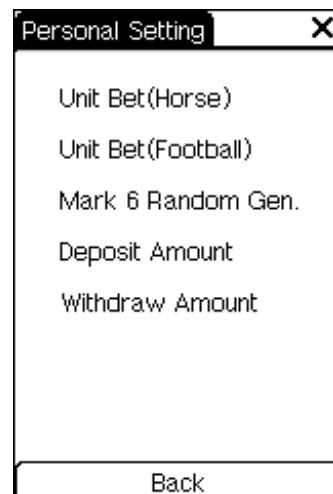 Personal Setting
Unit Bet(Horse)
Unit Bet(Football)
Mark 6 Random Gen.
Deposit Amount
Withdraw Amount
Back